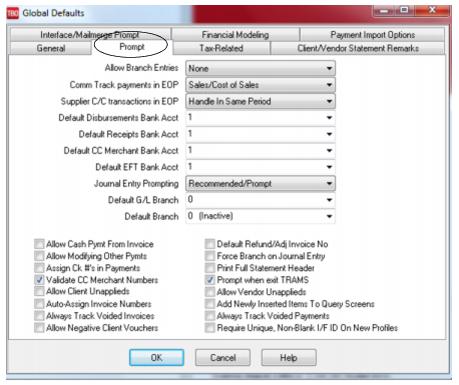 TBO Global Defaults
Interface/Mailmerge Prompt Financial Modeling Payment Import Options
General Prompt Tax-Related Client/Vendor Statement Remarks
Allow Branch Entries None
Comm Track payments in EOP Sales/Cost of Sales
Supplier C/C transactions in EOP Handle In Same Period
Default Disbursements Bank Acct 1
Default Receipts Bank Acct 1
Default CC Merchant Bank Acct 1
Default EFT Bank Acct 1
Journal Entry Prompting Recommended/Prompt
Default G/L Branch 0
Default Branch 0 (Inactive)
Allow Cash Pymt From Invoice Default Refund/Adj Invoice No
Allow Modifying Other Pymts Force Branch on Journal Entry
Assign Ck #'s in Payments Print Full Statement Header
Validate CC Merchant Numbers Prompt when exit TRAMS
Allow Client Unapplieds Allow Vendor Unapplieds
Auto-Assign Invoice Numbers Add Newly Inserted Items To Query Screens
Always Track Voided Invoices Always Track Voided Payments
Allow Negative Client Vouchers Require Unique, Non-Blank I/F ID On New Profiles
OK Cancel Help